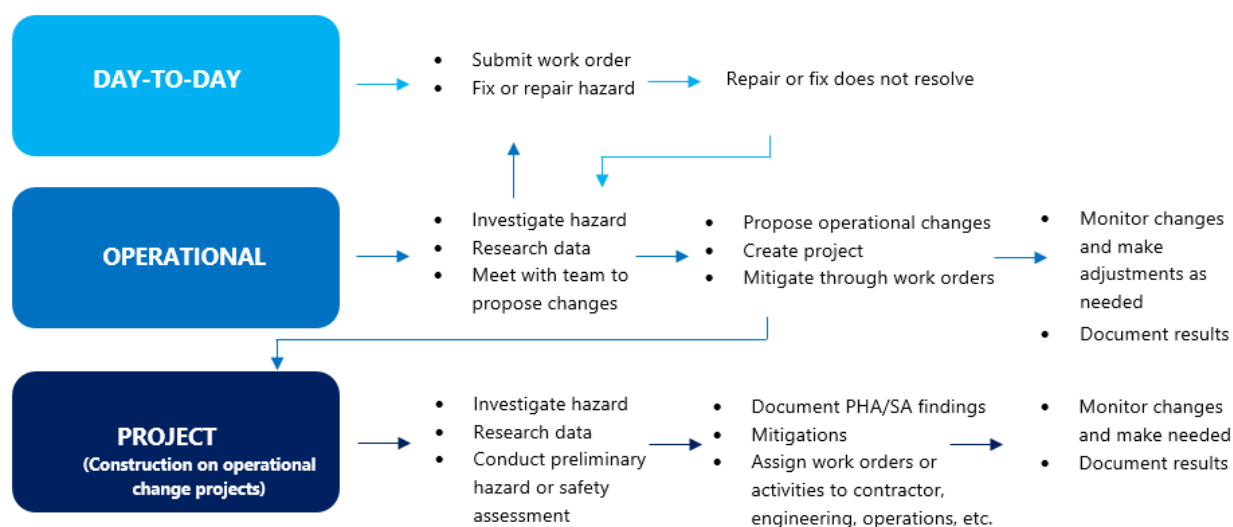 DAY-TO-DAY
• Submit work order
• Fix or repair hazard
Repair or fix does not resolve
OPERATIONAL
• Investigate hazard
• Research data
• Meet with team to
propose changes
• Propose operational changes
• Create project
• Mitigate through work orders
• Monitor changes
and make
adjustments as
needed
• Document results
PROJECT
(Construction on operational
change projects)
• Investigate hazard
• Research data
• Conduct preliminary
hazard or safety
assessment
• Document PHA/SA findings
• Mitigations
• Assign work orders or
activities to contractor,
engineering, operations, etc.
• Monitor changes
and make needed
• Document results